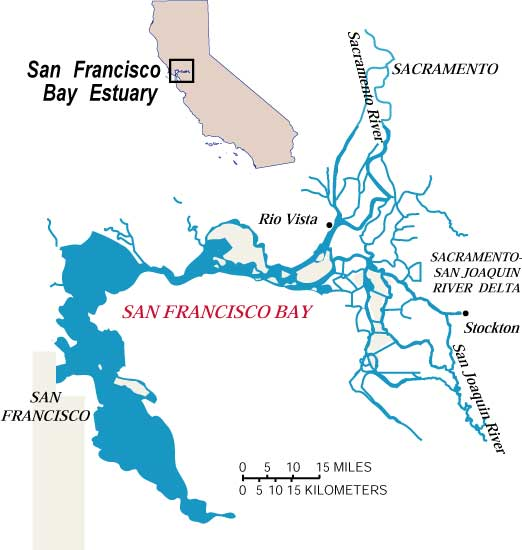 San Francisco
Bay Estuary
Sacramento River
SACRAMENTO
Rio Vista
SACRAMENTO-
SAN JOAQUIN
RIVER DELTA
SAN FRANCISCO BAY
Stockton
San Joaquin River
SAN
FRANCISCO
0 5 10 15 MILES
0 5 10 15 KILOMETERS